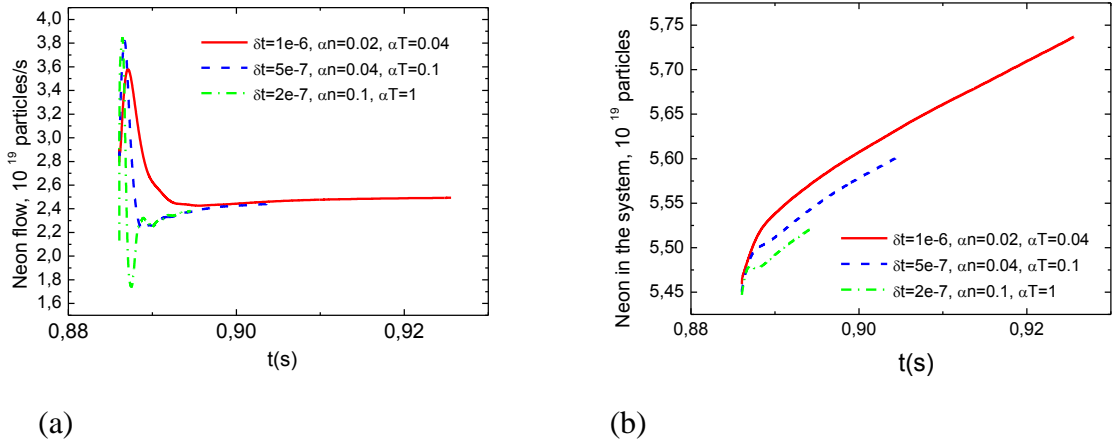 4,0
3,8
3,6
3,4
3,2
3,0
2,8
2,6
2,4
2,2
2,0
1,8
1,6
Neon flow, 10 ¹⁹ particles/s
δt=1e-6, αn=0.02, αT=0.04
δt=5e-7, αn=0.04, αT=0.1
δt=2e-7, αn=0.1, αT=1
0,88 0,90 0,92
t(s)
(a)
5,75
5,70
5,65
5,60
5,55
5,50
5,45
Neon in the system, 10 ¹⁹ particles
δt=1e-6, αn=0.02, αT=0.04
δt=5e-7, αn=0.04, αT=0.1
δt=2e-7, αn=0.1, αT=1
0,88 0,90 0,92
t(s)
(b)